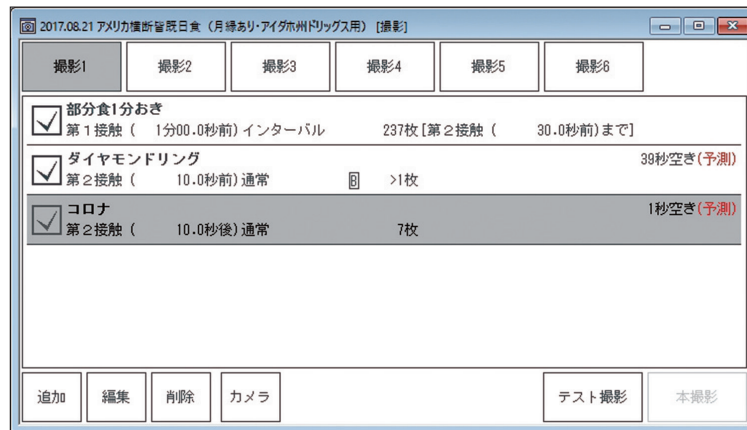 2017.08.21 アメリカ横断皆既日食（月縁あり・アイダホ州ドリッグス用） [撮影]
撮影1 撮影2 撮影3 撮影4 撮影5 撮影6
部分食1分おき
第1接触（ 1分00.0秒前）インターバル 237枚[第2接触（ 30.0秒前）まで]
ダイヤモンドリング 39秒空き(予測)
第2接触（ 10.0秒前）通常 B >1枚
コロナ 1秒空き(予測)
第2接触（ 10.0秒後）通常 7枚
追加 編集 削除 カメラ テスト撮影 本撮影